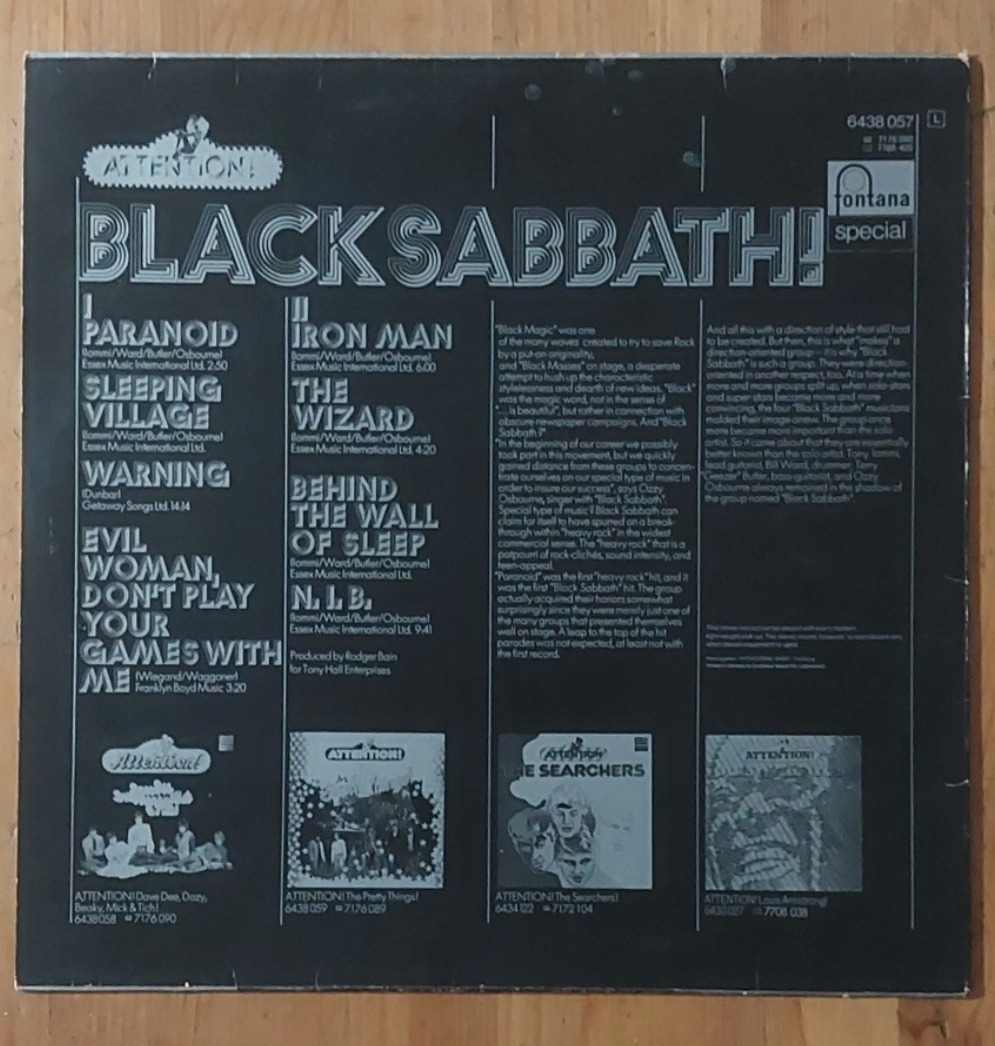 ATTENTION!
6438 057 L
7176 090
7788 425
fontana
special
BLACK SABBATH!
I
PARANOID
(Iommi/Ward/Butler/Osbourne)
Essex Music International Ltd. 2:50
SLEEPING
VILLAGE
(Iommi/Ward/Butler/Osbourne)
Essex Music International Ltd.
WARNING
(Dunbar)
Getaway Songs Ltd. 14:14
EVIL
WOMAN,
DON'T PLAY
YOUR
GAMES WITH
ME (Wiegand/Waggoner)
Franklyn Boyd Music 3:20
II
IRON MAN
(Iommi/Ward/Butler/Osbourne)
Essex Music International Ltd. 6:00
THE
WIZARD
(Iommi/Ward/Butler/Osbourne)
Essex Music International Ltd. 4:20
BEHIND
THE WALL
OF SLEEP
(Iommi/Ward/Butler/Osbourne)
Essex Music International Ltd.
N. I. B.
(Iommi/Ward/Butler/Osbourne)
Essex Music International Ltd. 9:41
Produced by Rodger Bain
for Tony Hall Enterprises
"Black Magic" was one
of the many waves created to try to save Rock
by a put-on originality,
and "Black Masses" on stage, a desperate
attempt to hush up the characteristic
stylelessness and dearth of new ideas. "Black"
was the magic word, not in the sense of
"... is beautiful", but rather in connection with
obscure newspaper campaigns. And "Black
Sabbath"?
"In the beginning of our career we possibly
took part in this movement, but we quickly
gained distance from these groups to concen-
trate ourselves on our special type of music in
order to insure our success", says Ozzy
Osbourne, singer with "Black Sabbath".
Special type of music? Black Sabbath can
claim for itself to have spurred on a break-
through within "heavy rock" in the widest
commercial sense. The "heavy rock" that is a
potpourri of rock-clichés, sound intensity, and
teen-appeal.
"Paranoid" was the first "heavy rock" hit, and it
was the first "Black Sabbath" hit. The group
actually acquired their honors somewhat
surprisingly since they were merely just one of
the many groups that presented themselves
well on stage. A leap to the top of the hit
parades was not expected, at least not with
the first record.
And all this with a direction of style that still had
to be created. But then, this is what "makes" a
direction-oriented group – it is why "Black
Sabbath" is such a group. They were direction-
oriented in another respect, too. At a time when
more and more groups split up, when solo-stars
and super-stars became more and more
convincing, the four "Black Sabbath" musicians
molded their image anew. The group once
more became more important than the solo
artist. So it came about that they are essentially
better known than the solo artist. Tony Iommi,
lead guitarist, Bill Ward, drummer, Terry
"Geezer" Butler, bass-guitarist, and Ozzy
Osbourne always remained in the shadow of
the group named "Black Sabbath".
Attention!
ATTENTION!
ATTENTION!
THE SEARCHERS
ATTENTION!
ATTENTION! Dave Dee, Dozy,
Beaky, Mick & Tich!
6438 058 7176 090
ATTENTION! The Pretty Things!
6438 059 7176 089
ATTENTION! The Searchers!
6434 122 7172 104
ATTENTION! Louis Armstrong!
6430 027 7708 038